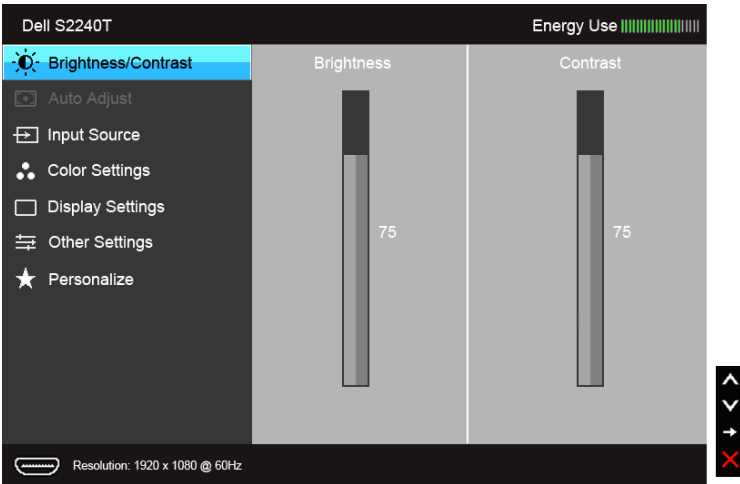 Dell S2240T
Energy Use
Brightness/Contrast
Brightness
Contrast
Auto Adjust
Input Source
Color Settings
Display Settings
75
75
Other Settings
Personalize
Resolution: 1920 x 1080 @ 60Hz